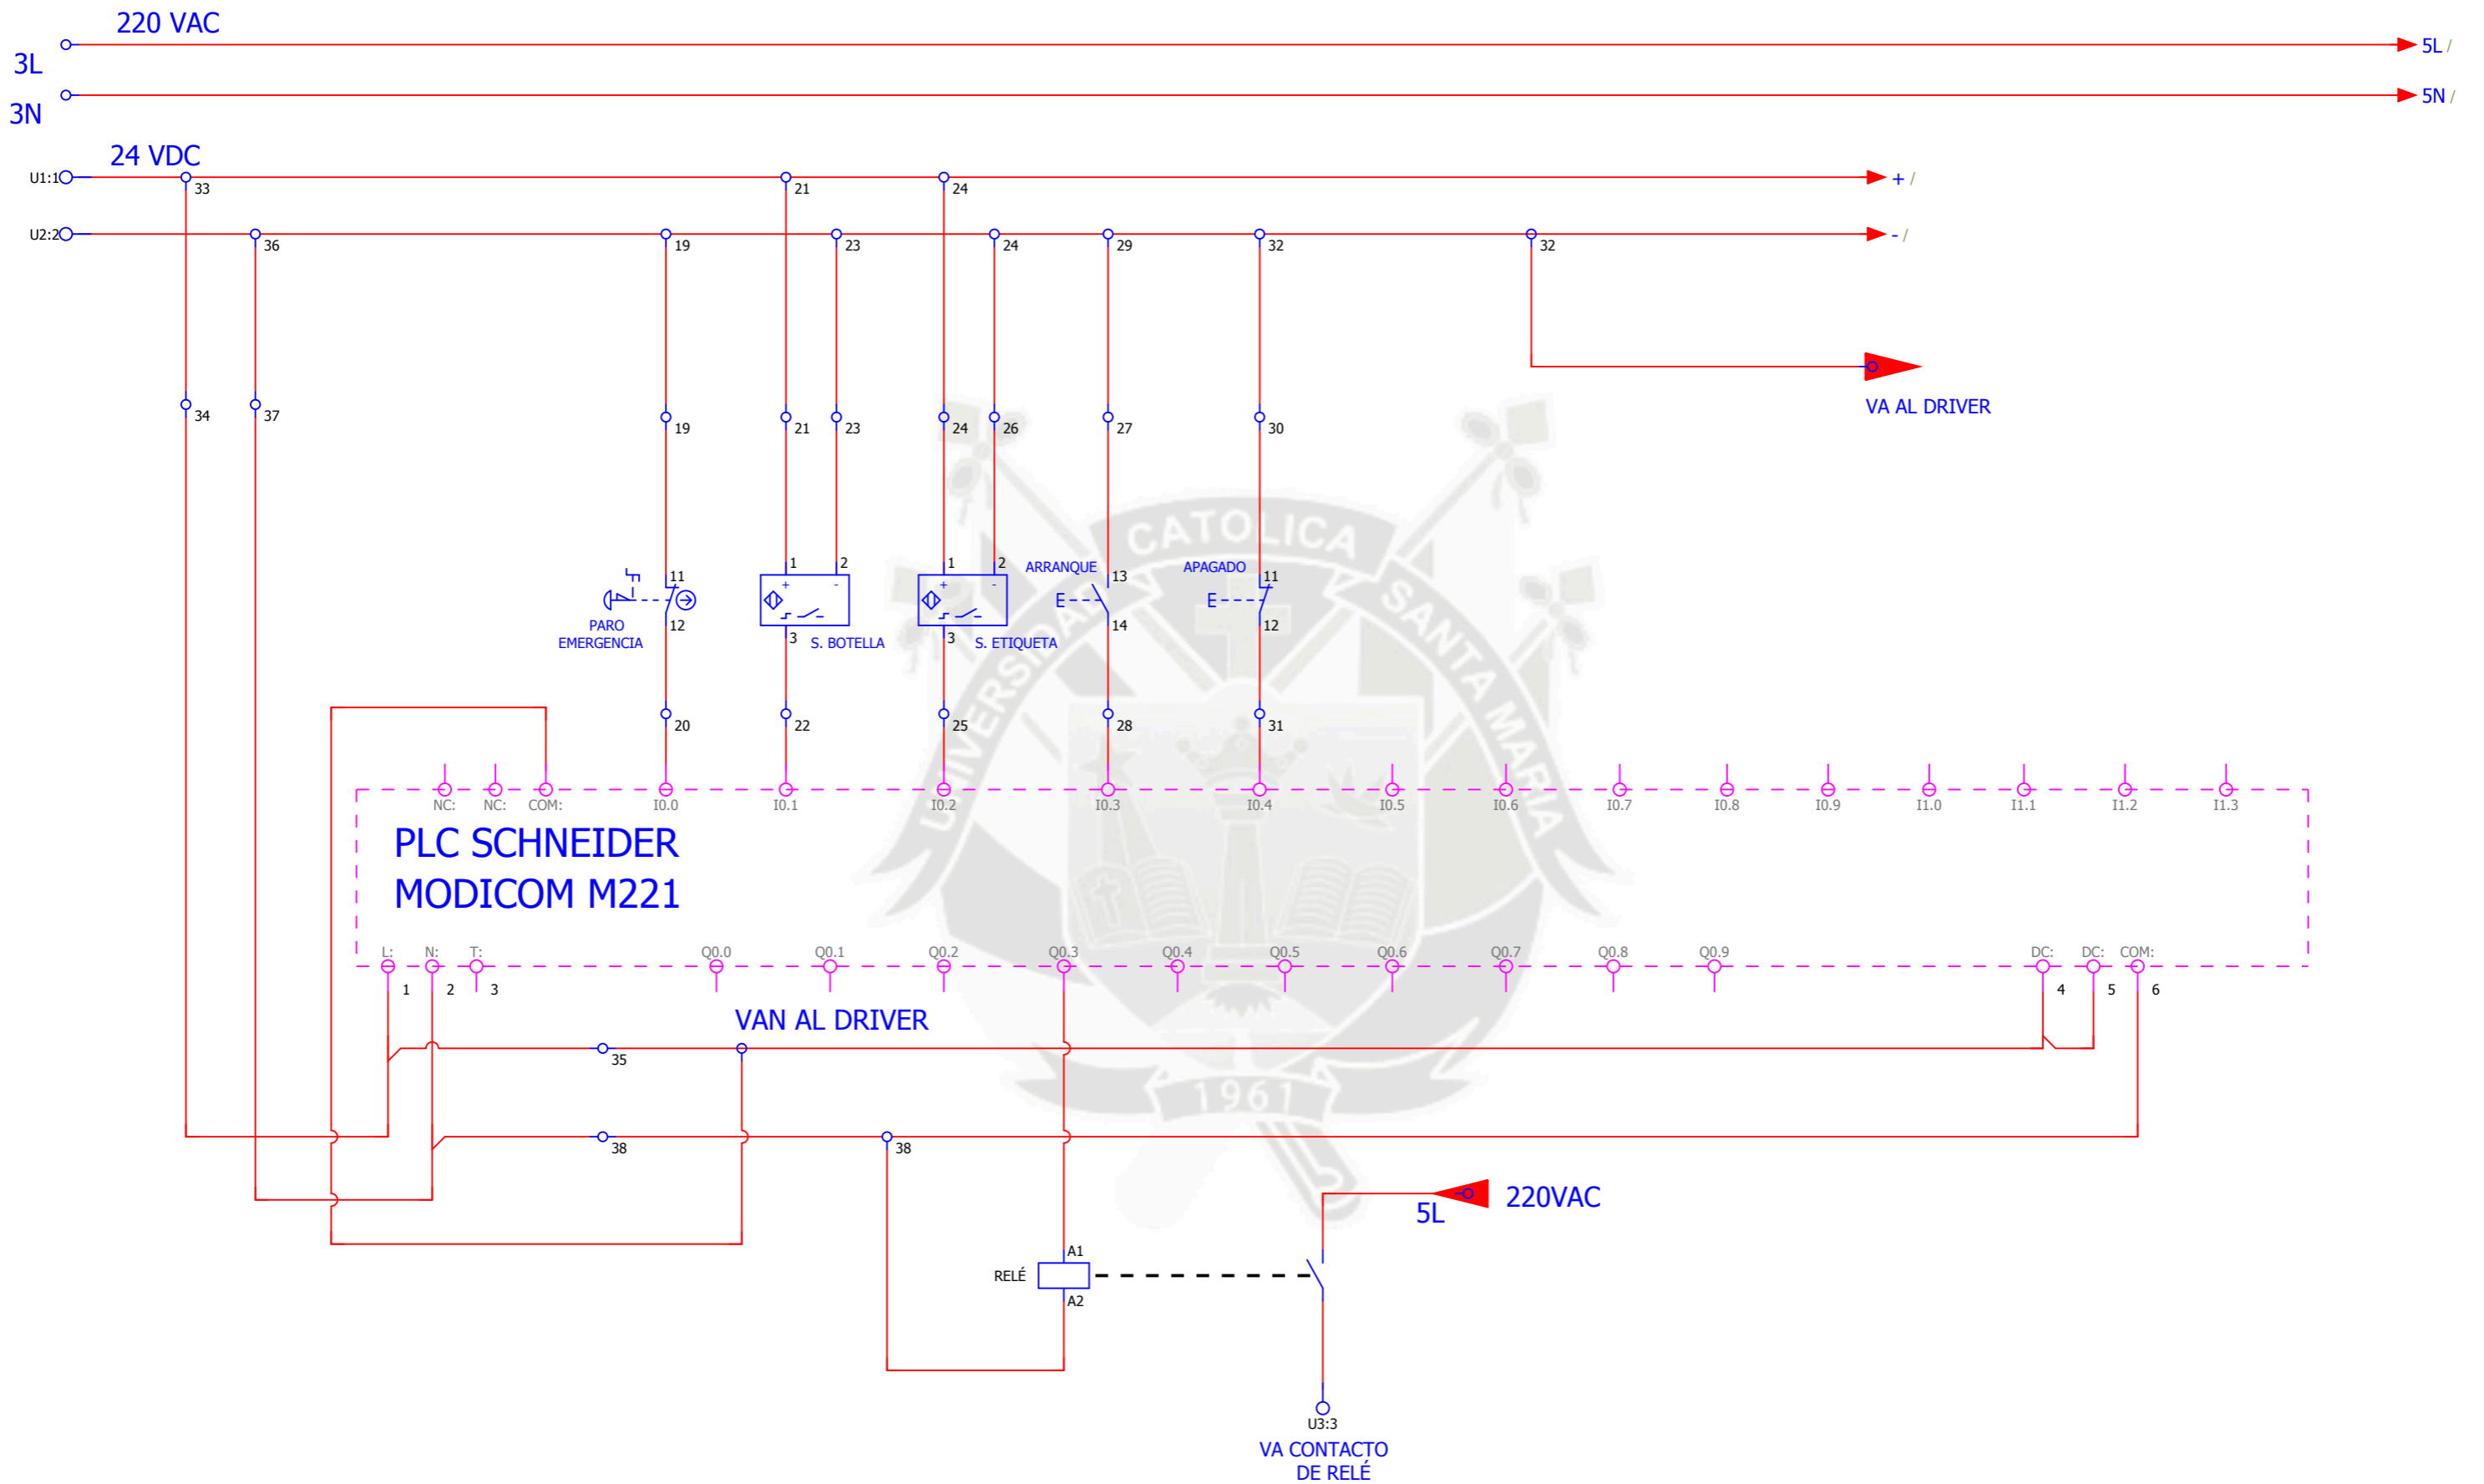 220 VAC
3L
5L /
3N
5N /
24 VDC
U1:1
33
21
24
+ /
U2:2
36
19
23
24
29
32
32
- /
VA AL DRIVER
34
37
19
21
23
24
26
27
30
11
12
PARO
EMERGENCIA
1
2
+
-
3
S. BOTELLA
1
2
+
-
3
S. ETIQUETA
ARRANQUE
13
E
14
APAGADO
11
E
12
20
22
25
28
31
NC:
NC:
COM:
I0.0
I0.1
I0.2
I0.3
I0.4
I0.5
I0.6
I0.7
I0.8
I0.9
I1.0
I1.1
I1.2
I1.3
PLC SCHNEIDER
MODICOM M221
L:
N:
T:
Q0.0
Q0.1
Q0.2
Q0.3
Q0.4
Q0.5
Q0.6
Q0.7
Q0.8
Q0.9
DC:
DC:
COM:
1
2
3
4
5
6
VAN AL DRIVER
35
38
38
5L
220VAC
A1
RELÉ
A2
U3:3
VA CONTACTO
DE RELÉ
UNIVERSIDAD CATOLICA SANTA MARIA
1961